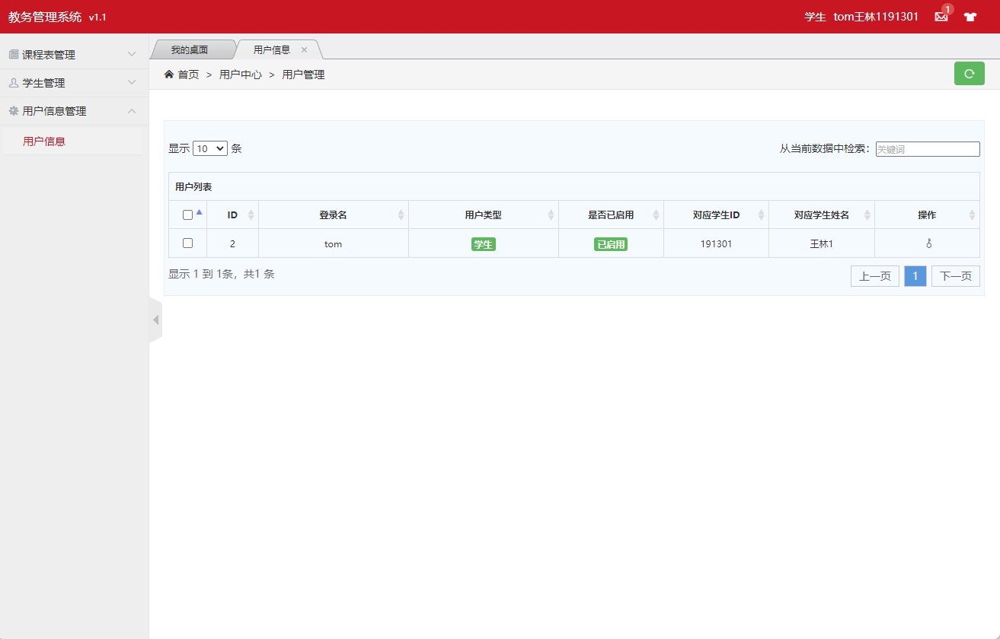 教务管理系统 v1.1
学生 tom王林1191301 1
课程表管理
学生管理
用户信息管理
用户信息
我的桌面 用户信息
首页 > 用户中心 > 用户管理
显示 10 条
从当前数据中检索： 关键词
用户列表
ID 登录名 用户类型 是否已启用 对应学生ID 对应学生姓名 操作
2 tom 学生 已启用 191301 王林1
显示 1 到 1条，共1 条
上一页 1 下一页